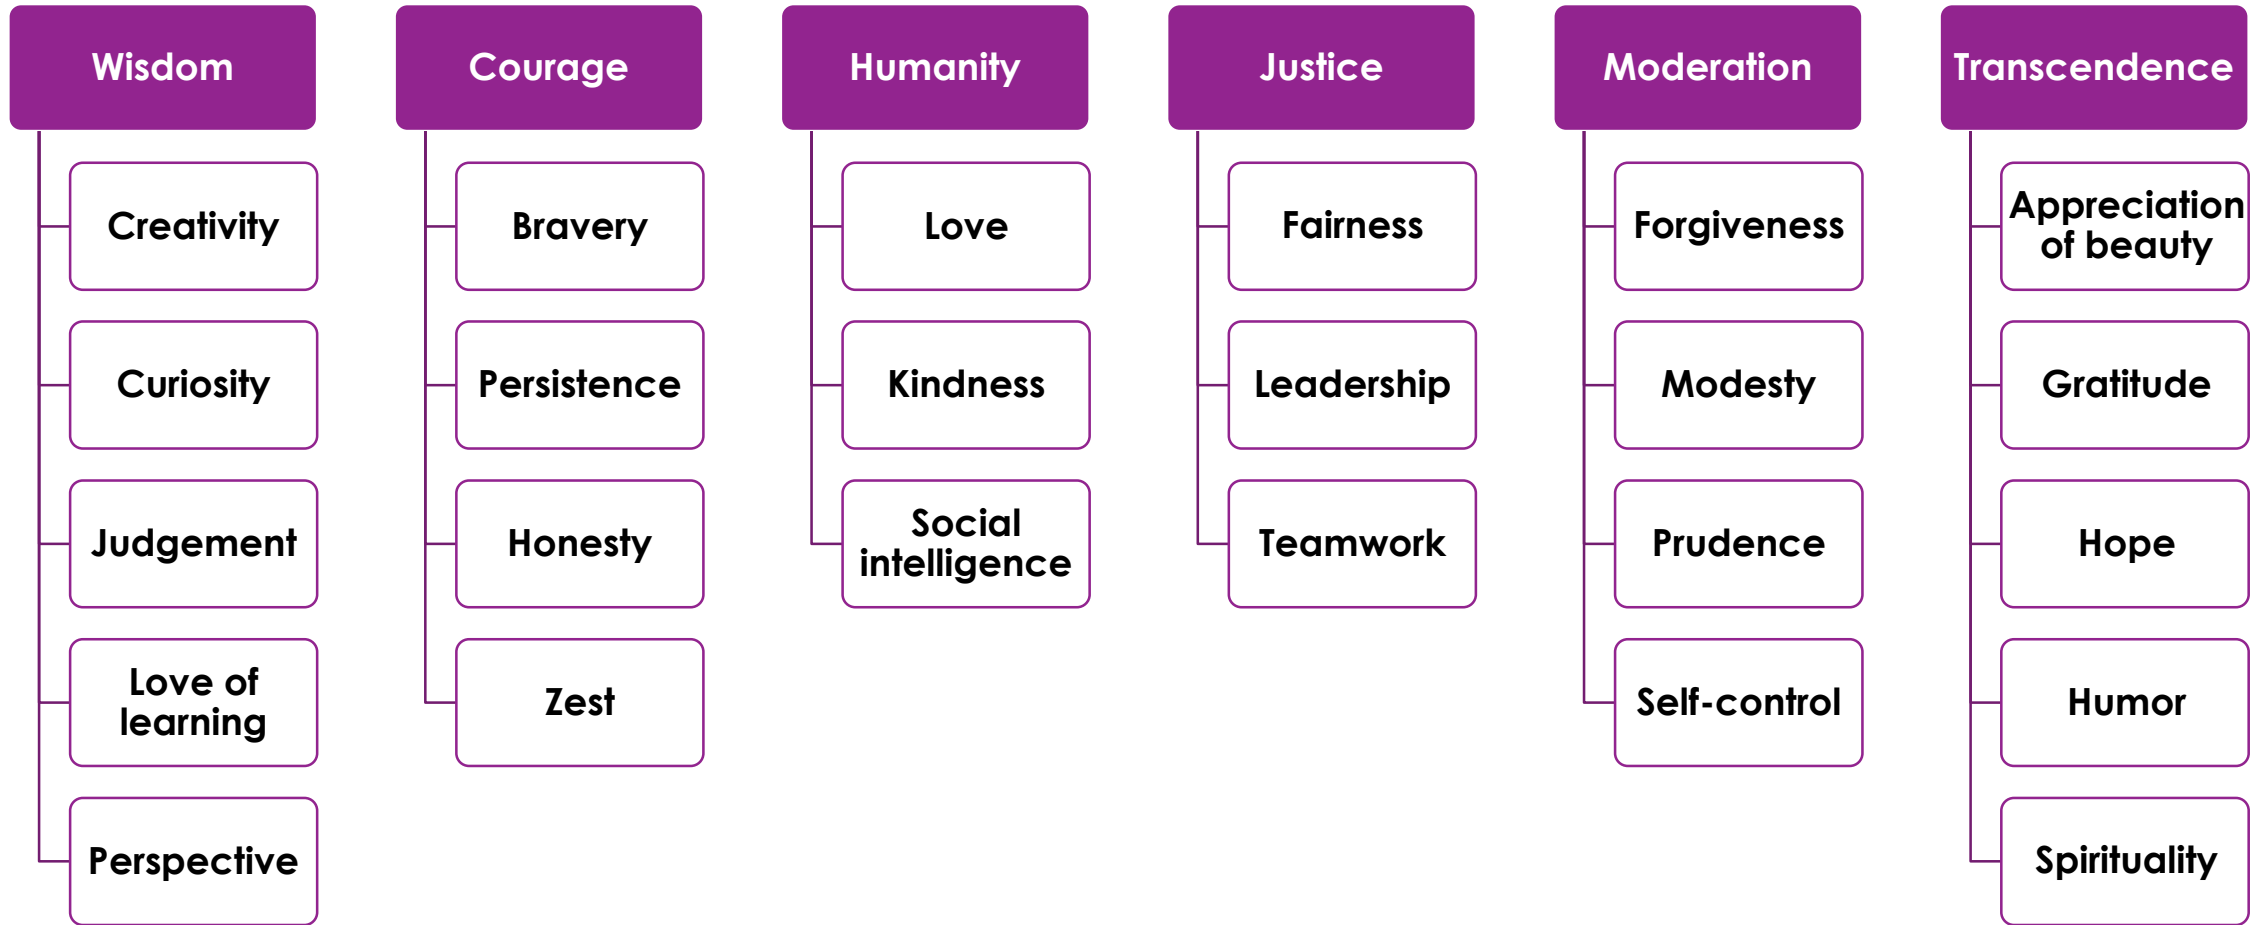 Wisdom
Creativity
Curiosity
Judgement
Love of
learning
Perspective
Courage
Bravery
Persistence
Honesty
Zest
Humanity
Love
Kindness
Social
intelligence
Justice
Fairness
Leadership
Teamwork
Moderation
Forgiveness
Modesty
Prudence
Self-control
Transcendence
Appreciation
of beauty
Gratitude
Hope
Humor
Spirituality